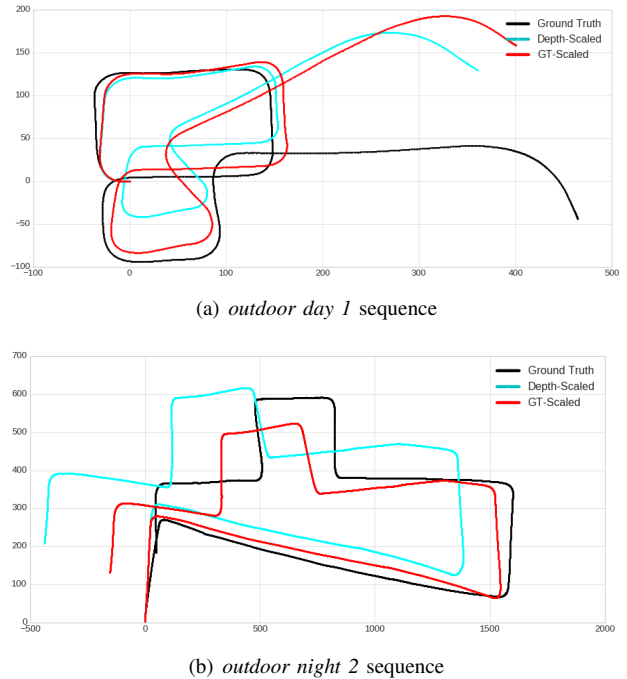 200
150
100
50
0
−50
−100
−100 0 100 200 300 400 500
Ground Truth
Depth-Scaled
GT-Scaled
(a) outdoor day 1 sequence
700
600
500
400
300
200
100
0
−500 0 500 1000 1500 2000
Ground Truth
Depth-Scaled
GT-Scaled
(b) outdoor night 2 sequence